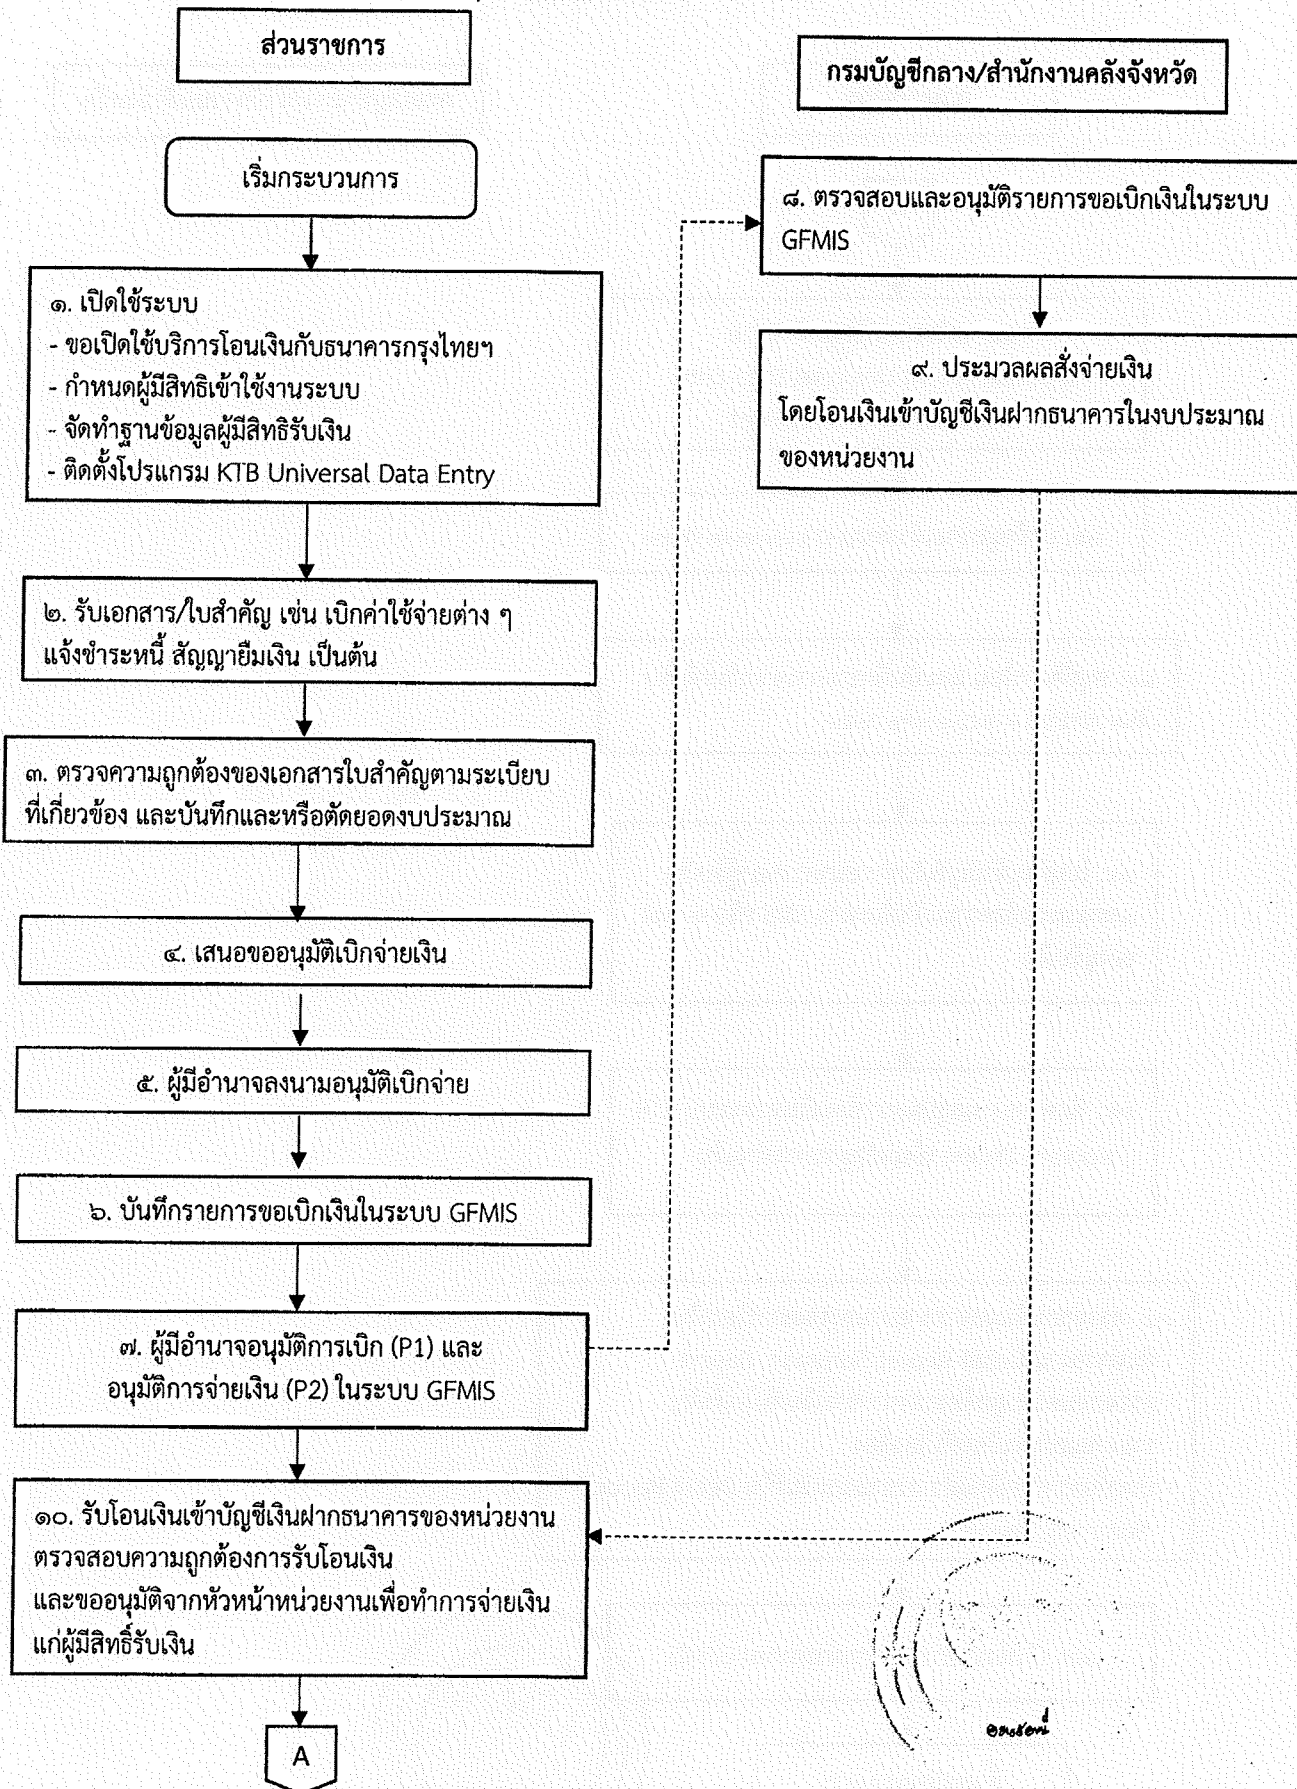 ส่วนราชการ
กรมบัญชีกลาง/สำนักงานคลังจังหวัด
เริ่มกระบวนการ
๑. เปิดใช้ระบบ
- ขอเปิดใช้บริการโอนเงินกับธนาคารกรุงไทยฯ
- กำหนดผู้มีสิทธิเข้าใช้งานระบบ
- จัดทำฐานข้อมูลผู้มีสิทธิรับเงิน
- ติดตั้งโปรแกรม KTB Universal Data Entry
๒. รับเอกสาร/ใบสำคัญ เช่น เบิกค่าใช้จ่ายต่าง ๆ
แจ้งชำระหนี้ สัญญายืมเงิน เป็นต้น
๓. ตรวจความถูกต้องของเอกสารใบสำคัญตามระเบียบ
ที่เกี่ยวข้อง และบันทึกและหรือตัดยอดงบประมาณ
๔. เสนอขออนุมัติเบิกจ่ายเงิน
๕. ผู้มีอำนาจลงนามอนุมัติเบิกจ่าย
๖. บันทึกรายการขอเบิกเงินในระบบ GFMIS
๗. ผู้มีอำนาจอนุมัติการเบิก (P1) และ
อนุมัติการจ่ายเงิน (P2) ในระบบ GFMIS
๘. ตรวจสอบและอนุมัติรายการขอเบิกเงินในระบบ
GFMIS
๙. ประมวลผลสั่งจ่ายเงิน
โดยโอนเงินเข้าบัญชีเงินฝากธนาคารในงบประมาณ
ของหน่วยงาน
๑๐. รับโอนเงินเข้าบัญชีเงินฝากธนาคารของหน่วยงาน
ตรวจสอบความถูกต้องการรับโอนเงิน
และขออนุมัติจากหัวหน้าหน่วยงานเพื่อทำการจ่ายเงิน
แก่ผู้มีสิทธิ์รับเงิน
A